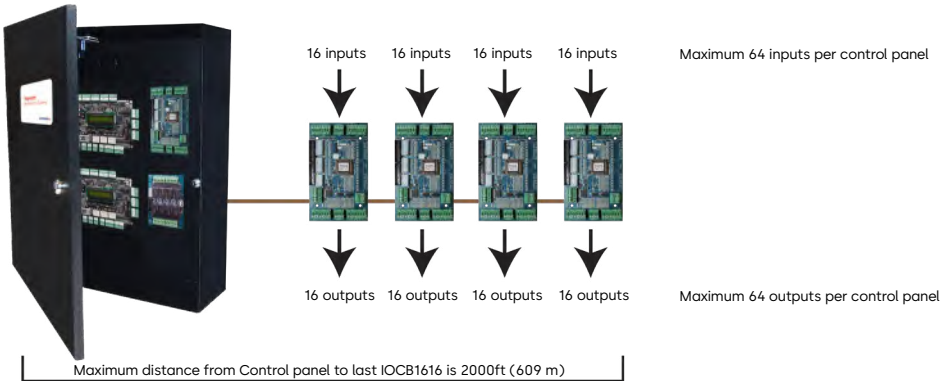 16 inputs 16 inputs 16 inputs 16 inputs Maximum 64 inputs per control panel
16 outputs 16 outputs 16 outputs 16 outputs Maximum 64 outputs per control panel
Maximum distance from Control panel to last IOCB1616 is 2000ft (609 m)